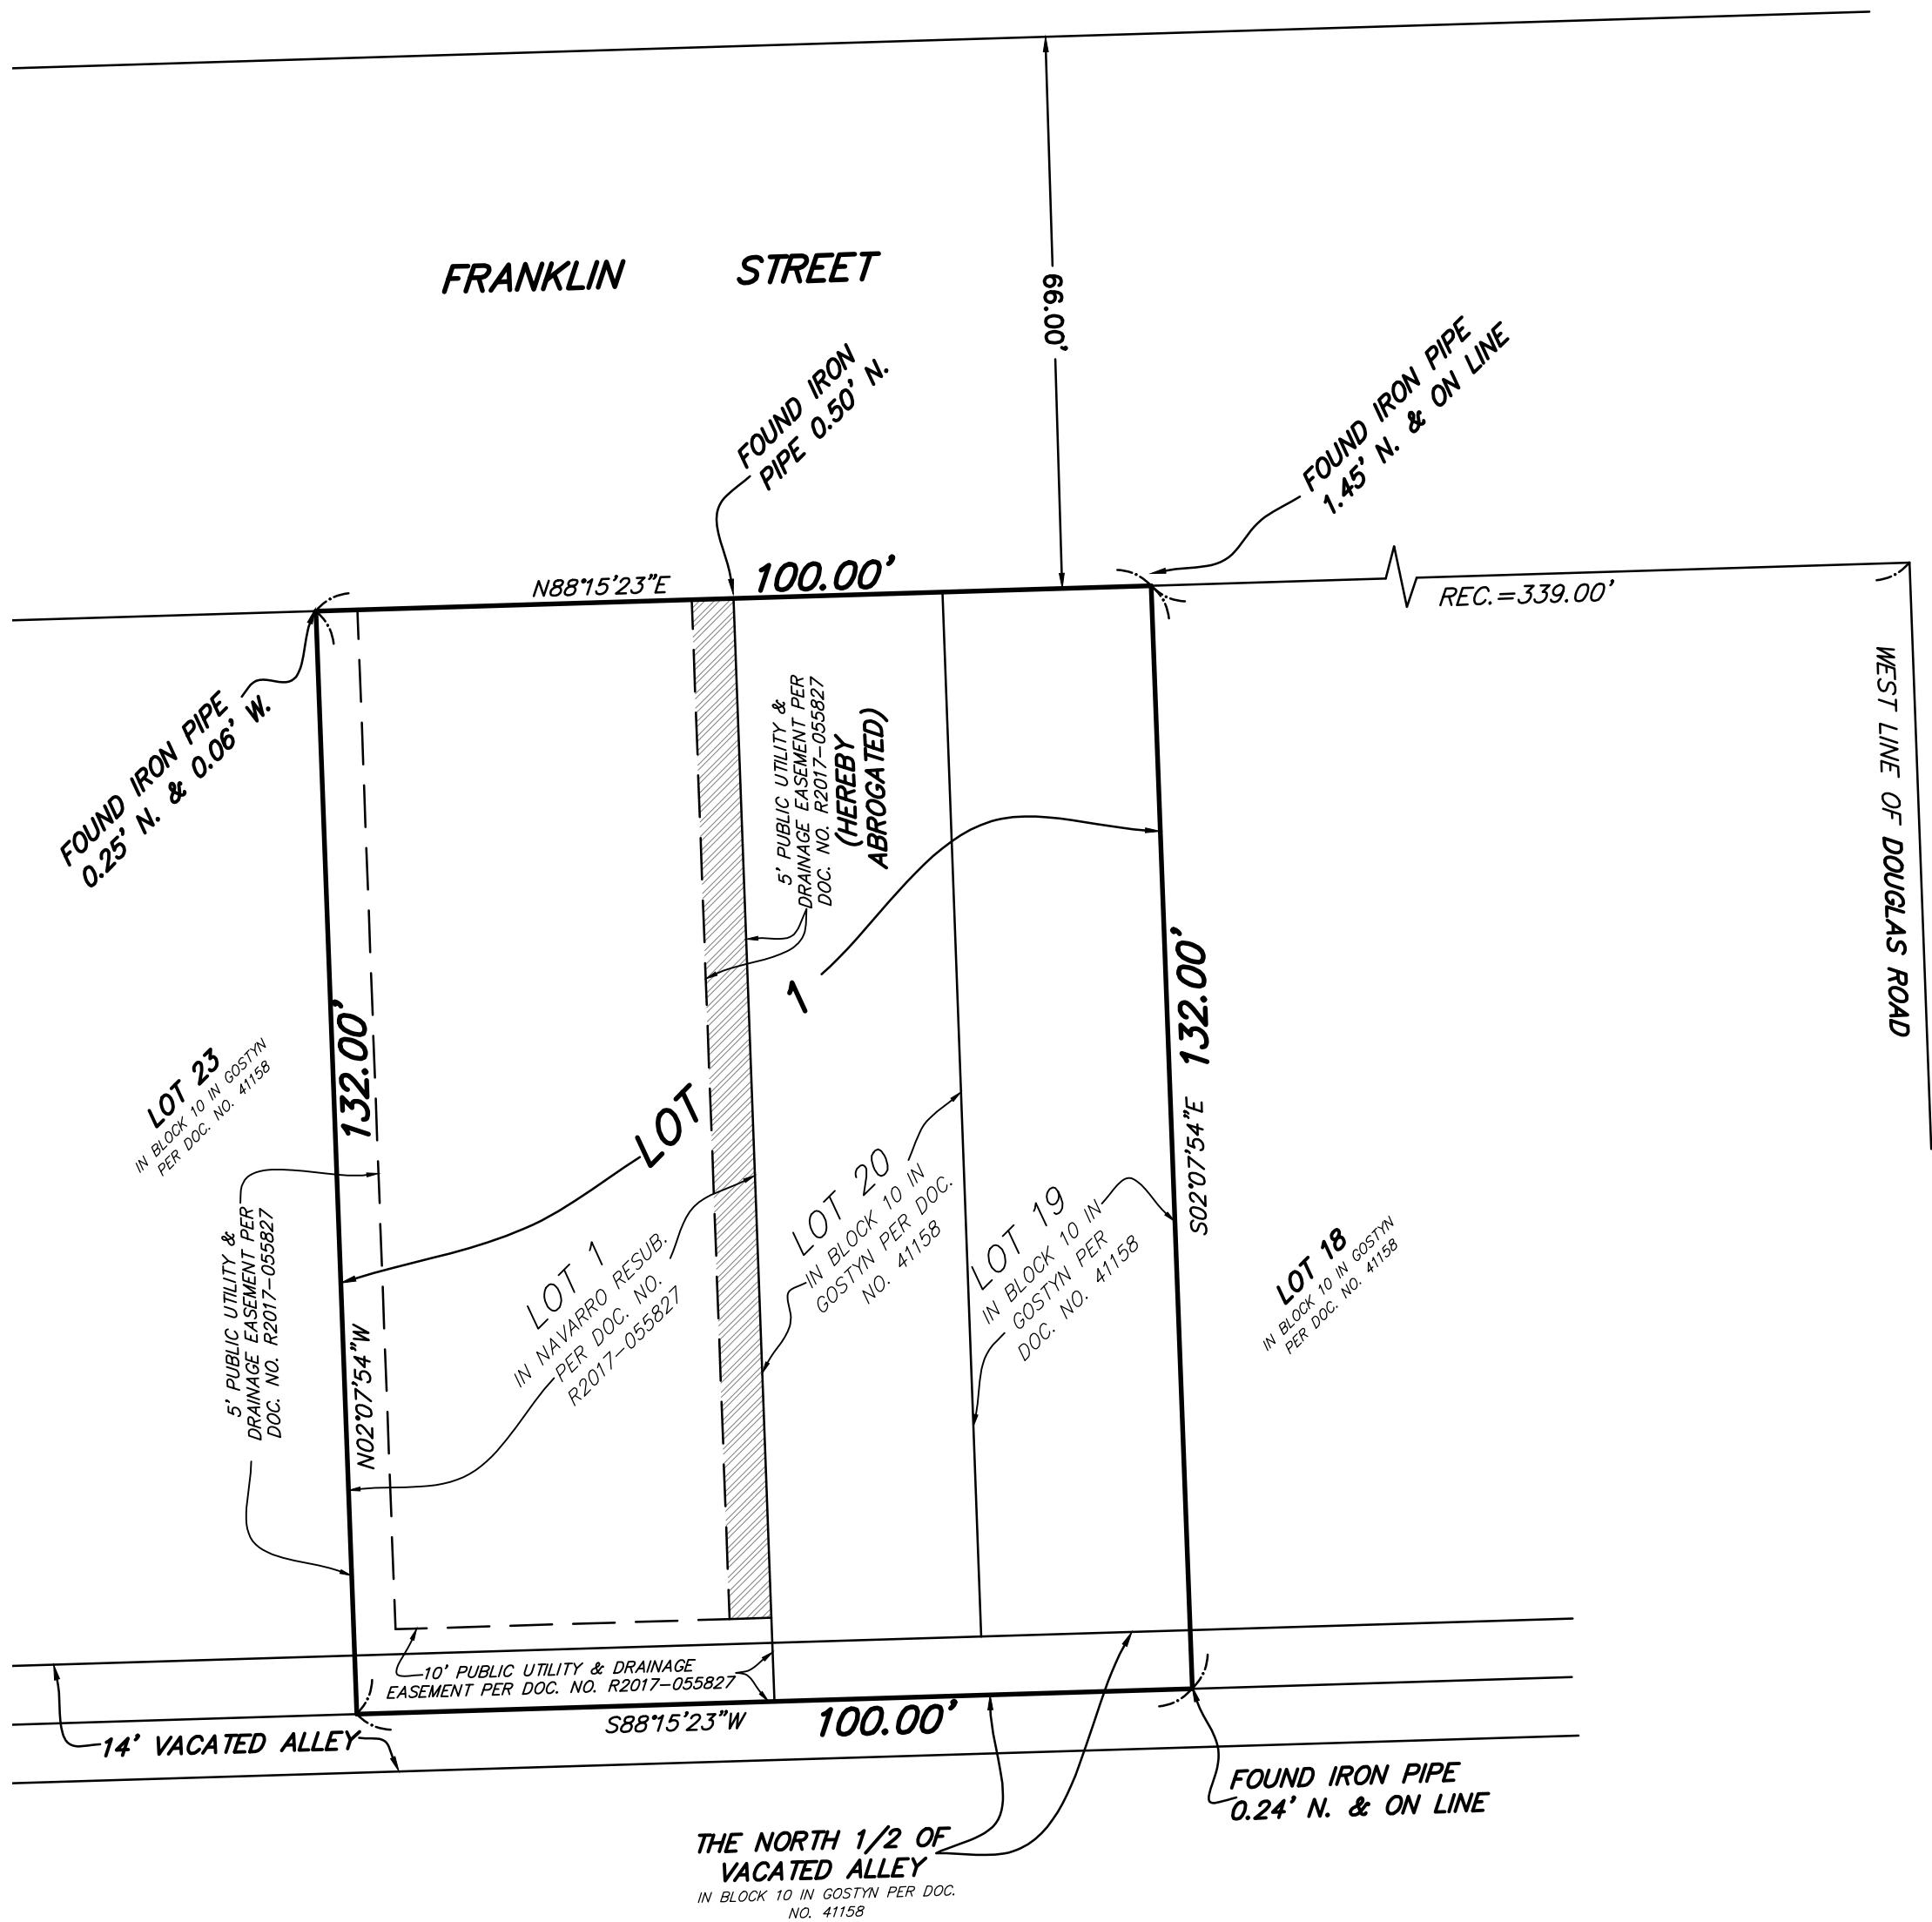 FRANKLIN STREET
66.00'
FOUND IRON
PIPE 0.50' N.
FOUND IRON PIPE
1.45' N. & ON LINE
N88°15'23"E
100.00'
REC.=339.00'
WEST LINE OF DOUGLAS ROAD
FOUND IRON PIPE
0.25' N. & 0.06' W.
5' PUBLIC UTILITY &
DRAINAGE EASEMENT PER
DOC. NO. R2017-055827
(HEREBY
ABROGATED)
LOT 1
132.00'
N02°07'54"W
132.00'
S02°07'54"E
LOT 23
IN BLOCK 10 IN GOSTYN
PER DOC. NO. 41158
5' PUBLIC UTILITY &
DRAINAGE EASEMENT PER
DOC. NO. R2017-055827
LOT 1
IN NAVARRO RESUB.
PER DOC. NO.
R2017-055827
LOT 20
IN BLOCK 10 IN
GOSTYN PER DOC.
NO. 41158
LOT 19
IN BLOCK 10 IN
GOSTYN PER
DOC. NO. 41158
LOT 18
IN BLOCK 10 IN GOSTYN
PER DOC. NO. 41158
10' PUBLIC UTILITY & DRAINAGE
EASEMENT PER DOC. NO. R2017-055827
S88°15'23"W
100.00'
14' VACATED ALLEY
FOUND IRON PIPE
0.24' N. & ON LINE
THE NORTH 1/2 OF
VACATED ALLEY
IN BLOCK 10 IN GOSTYN PER DOC.
NO. 41158